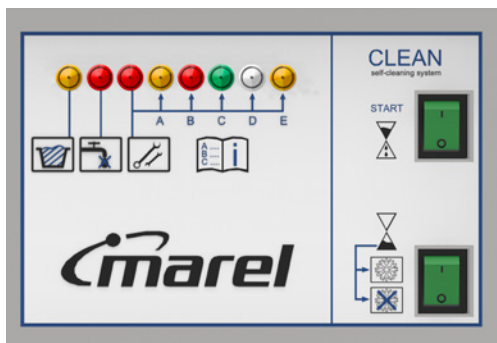 CLEAN
self-cleaning system
START
A B C D E
A
B
C
i
marel